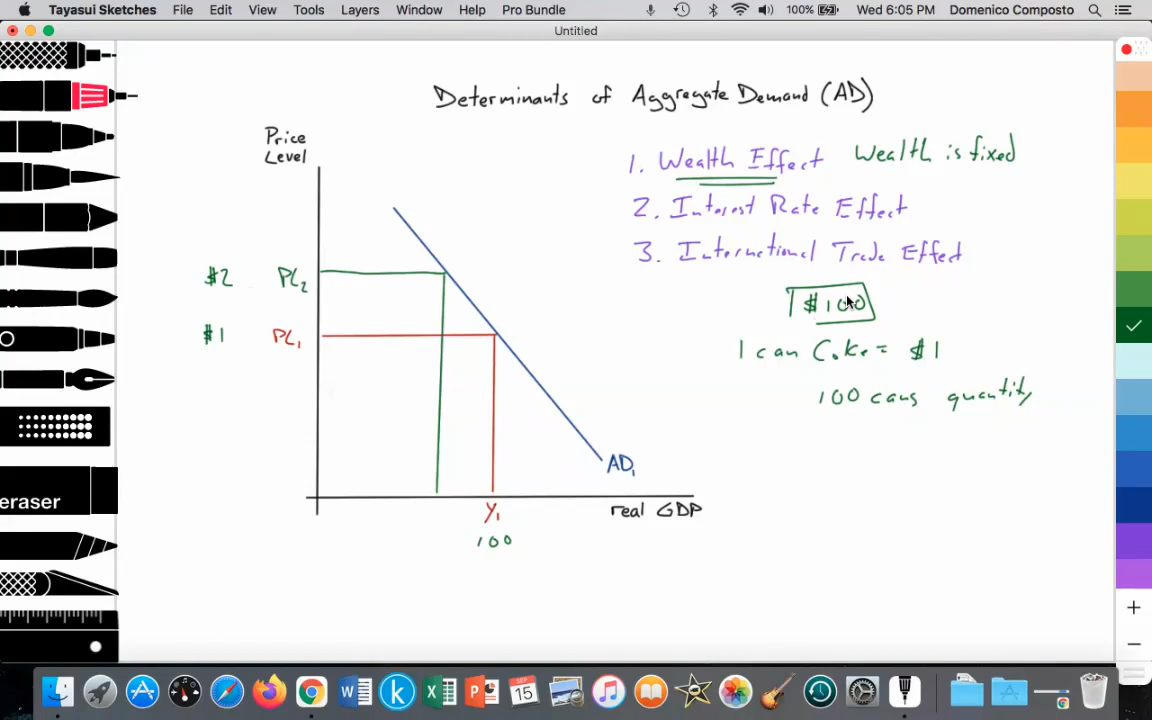 Tayasui Sketches File Edit View Tools Layers Window Help Pro Bundle 100% Wed 6:05 PM Domenico Composto
Untitled
Determinants of Aggregate Demand (AD)
Price
Level
1. Wealth Effect Wealth is fixed
2. Interest Rate Effect
3. International Trade Effect
$2 PL2
$100
$1 PL1
1 can Coke = $1
100 cans quantity
AD1
eraser
Y1 real GDP
100
SEP
15